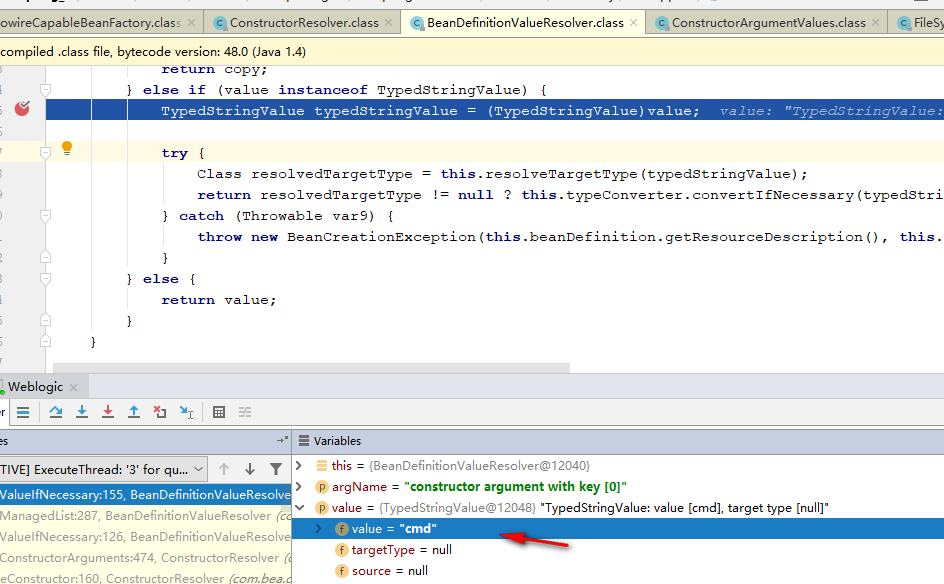 owireCapableBeanFactory.class
ConstructorResolver.class
BeanDefinitionValueResolver.class
ConstructorArgumentValues.class
FileSy
compiled .class file, bytecode version: 48.0 (Java 1.4)
return copy;
} else if (value instanceof TypedStringValue) {
TypedStringValue typedStringValue = (TypedStringValue)value; value: "TypedStringValue:
try {
Class resolvedTargetType = this.resolveTargetType(typedStringValue);
return resolvedTargetType != null ? this.typeConverter.convertIfNecessary(typedStri
} catch (Throwable var9) {
throw new BeanCreationException(this.beanDefinition.getResourceDescription(), this.
}
} else {
return value;
}
}
Weblogic
er
es
Variables
TIVE] ExecuteThread: '3' for qu...
ValueIfNecessary:155, BeanDefinitionValueResolve
ManagedList:287, BeanDefinitionValueResolver (co
ValueIfNecessary:126, BeanDefinitionValueResolve
ConstructorArguments:474, ConstructorResolver (
eConstructor:160, ConstructorResolver (com.bea.c
this = {BeanDefinitionValueResolver@12040}
argName = "constructor argument with key [0]"
value = {TypedStringValue@12048} "TypedStringValue: value [cmd], target type [null]"
value = "cmd"
targetType = null
source = null